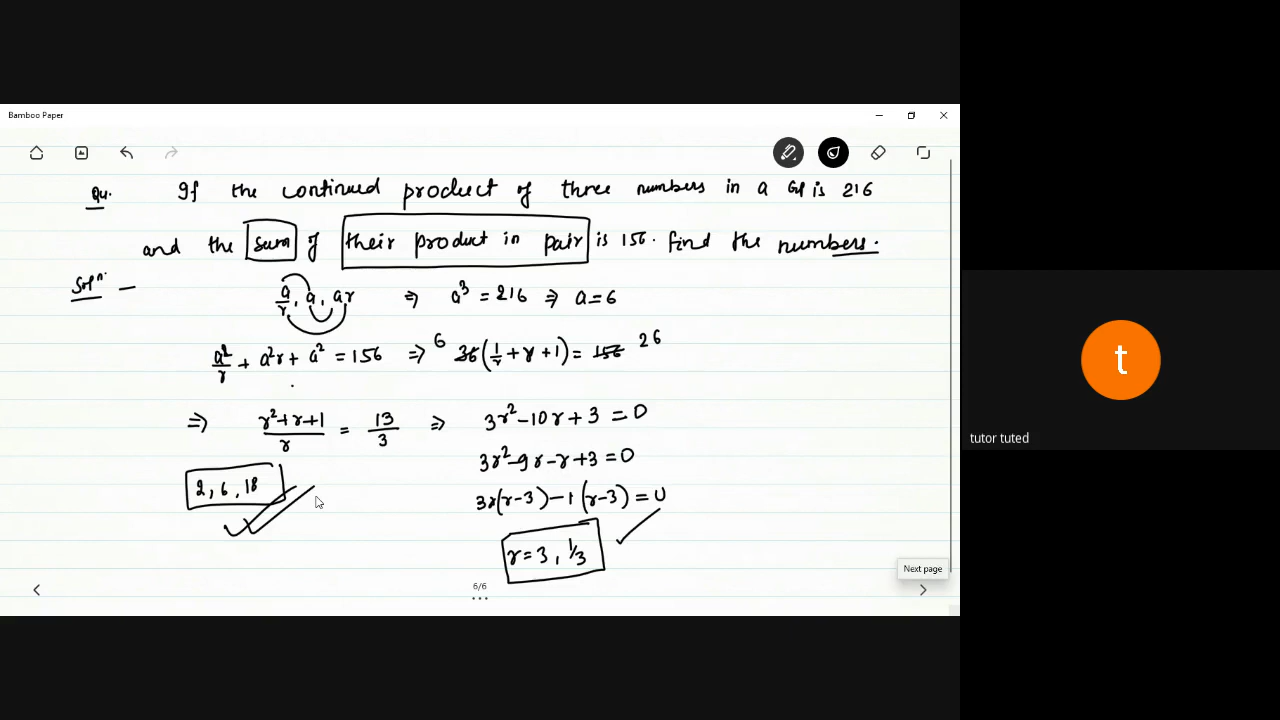 Bamboo Paper
Qu. If the continued product of three numbers in a GP is 216
and the sum of their product in pair is 156. find the numbers.
Solⁿ. — a/r, a, ar ⇒ a³ = 216 ⇒ a = 6
a²/r + a²r + a² = 156 ⇒ 6 36(1/r + r + 1) = 156 26
⇒ (r²+r+1)/r = 13/3 ⇒ 3r² - 10r + 3 = 0
3r² - 9r - r + 3 = 0
2, 6, 18
3r(r-3) - 1(r-3) = 0
r = 3, 1/3
Next page
6/6
t
tutor tuted